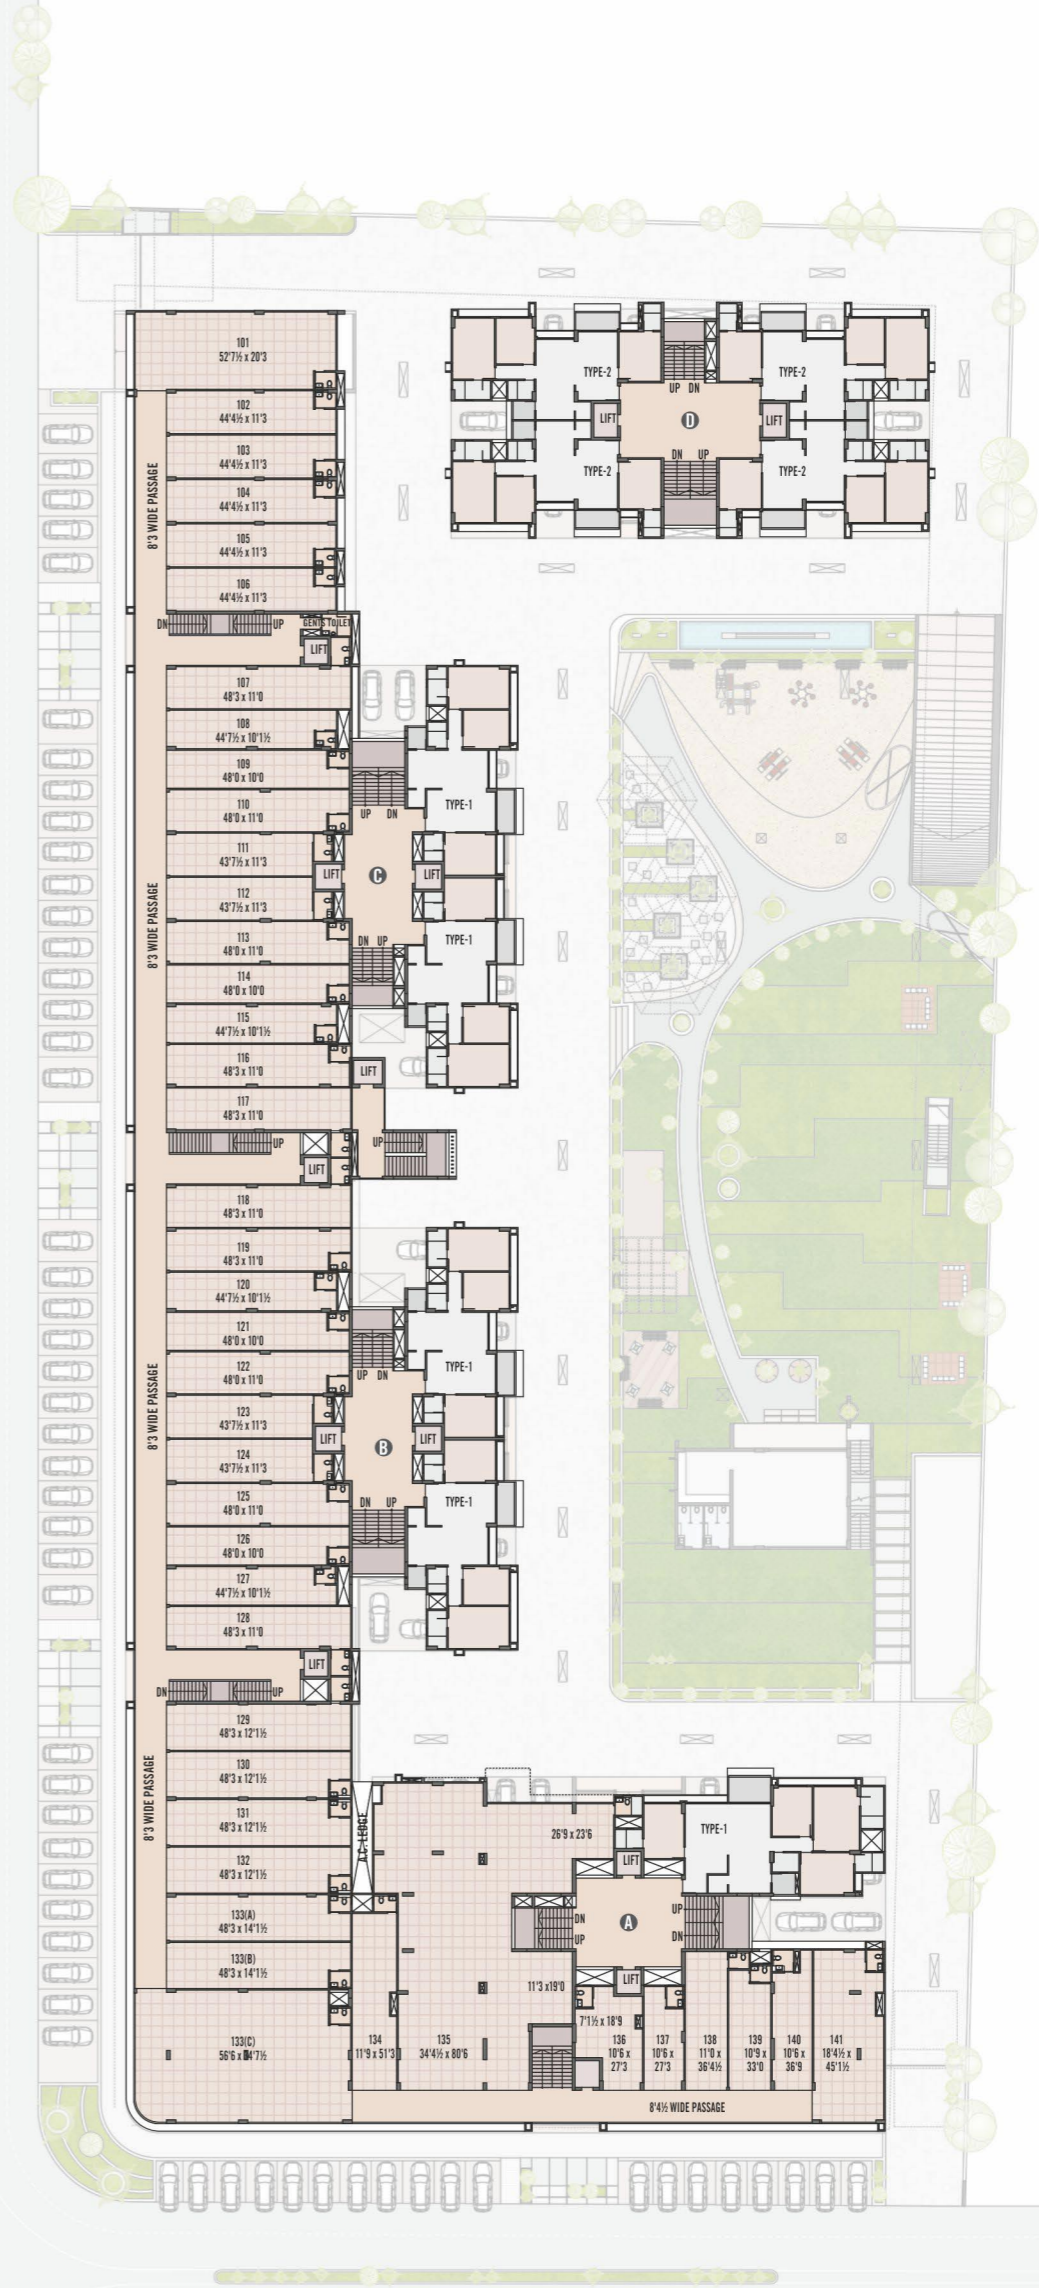 101
52'7½ x 20'3
102
44'4½ x 11'3
103
44'4½ x 11'3
104
44'4½ x 11'3
105
44'4½ x 11'3
106
44'4½ x 11'3
8'3 WIDE PASSAGE
DN
UP
GENTS TOILET
LIFT
TYPE-2
TYPE-2
UP DN
LIFT
D
LIFT
DN UP
TYPE-2
TYPE-2
107
48'3 x 11'0
108
44'7½ x 10'1½
109
48'0 x 10'0
110
48'0 x 11'0
111
43'7½ x 11'3
112
43'7½ x 11'3
113
48'0 x 11'0
114
48'0 x 10'0
115
44'7½ x 10'1½
116
48'3 x 11'0
117
48'3 x 11'0
8'3 WIDE PASSAGE
UP DN
TYPE-1
LIFT
C
LIFT
DN UP
TYPE-1
LIFT
UP
UP
LIFT
118
48'3 x 11'0
119
48'3 x 11'0
120
44'7½ x 10'1½
121
48'0 x 10'0
122
48'0 x 11'0
123
43'7½ x 11'3
124
43'7½ x 11'3
125
48'0 x 11'0
126
48'0 x 10'0
127
44'7½ x 10'1½
128
48'3 x 11'0
8'3 WIDE PASSAGE
UP DN
TYPE-1
LIFT
B
LIFT
DN UP
TYPE-1
LIFT
DN
UP
129
48'3 x 12'1½
130
48'3 x 12'1½
131
48'3 x 12'1½
132
48'3 x 12'1½
133(A)
48'3 x 14'1½
133(B)
48'3 x 14'1½
133(C)
8'3 WIDE PASSAGE
A.C. LEDGE
26'9 x 23'6
TYPE-1
LIFT
DN
UP
A
UP
DN
LIFT
11'3 x19'0
7'1½ x 18'9
134
11'9 x 51'3
135
34'4½ x 80'6
136
10'6 x
27'3
137
10'6 x
27'3
138
11'0 x
36'4½
139
10'9 x
33'0
140
10'6 x
36'9
141
18'4½ x
45'1½
8'4½ WIDE PASSAGE